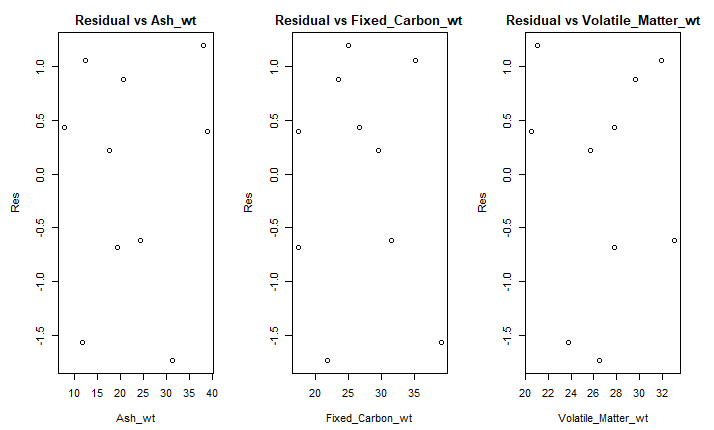 Residual vs Ash_wt
1.0
0.5
0.0
-0.5
-1.0
-1.5
Res
10 15 20 25 30 35 40
Ash_wt
Residual vs Fixed_Carbon_wt
1.0
0.5
0.0
-0.5
-1.0
-1.5
Res
20 25 30 35
Fixed_Carbon_wt
Residual vs Volatile_Matter_wt
1.0
0.5
0.0
-0.5
-1.0
-1.5
Res
20 22 24 26 28 30 32
Volatile_Matter_wt